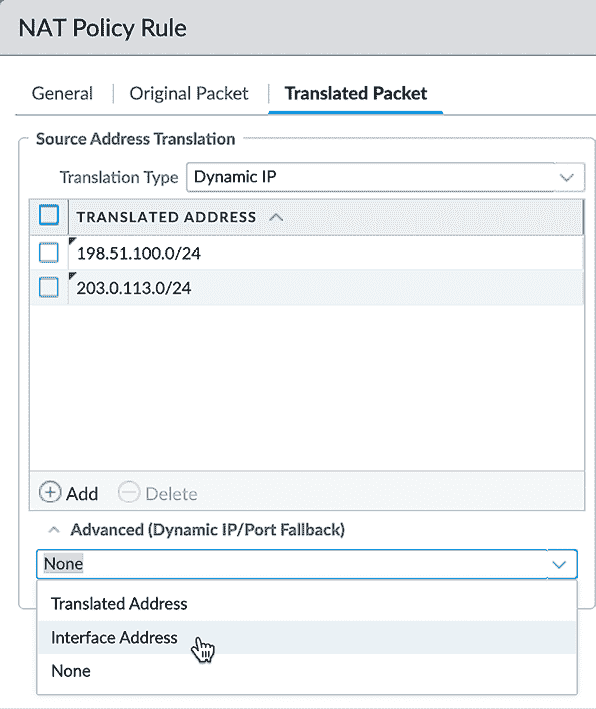 NAT Policy Rule
General Original Packet Translated Packet
Source Address Translation
Translation Type Dynamic IP
TRANSLATED ADDRESS
198.51.100.0/24
203.0.113.0/24
Add Delete
Advanced (Dynamic IP/Port Fallback)
None
Translated Address
Interface Address
None